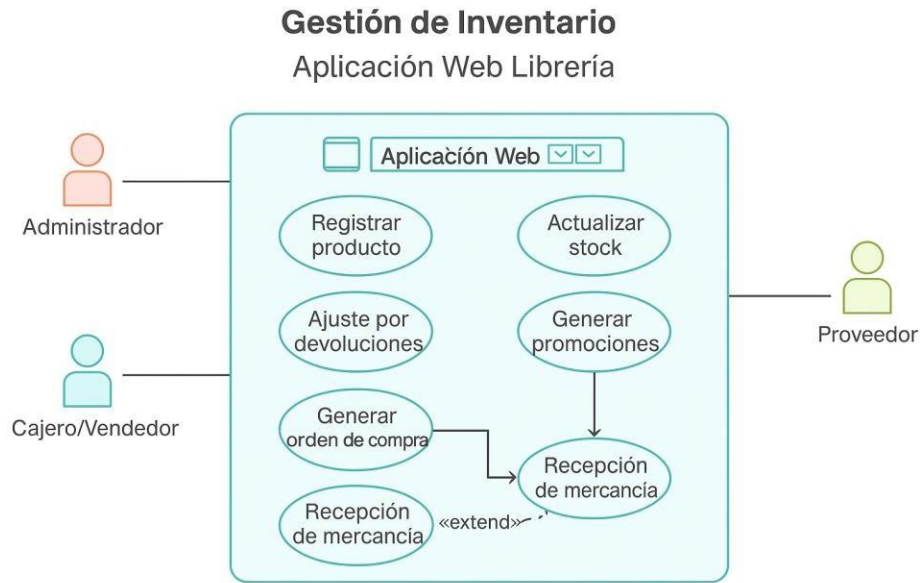 Gestión de Inventario
Aplicación Web Librería
Aplicación Web
Administrador
Registrar
producto
Actualizar
stock
Ajuste por
devoluciones
Generar
promociones
Proveedor
Cajero/Vendedor
Generar
orden de compra
Recepción
de mercancía
Recepción
de mercancía
«extend»